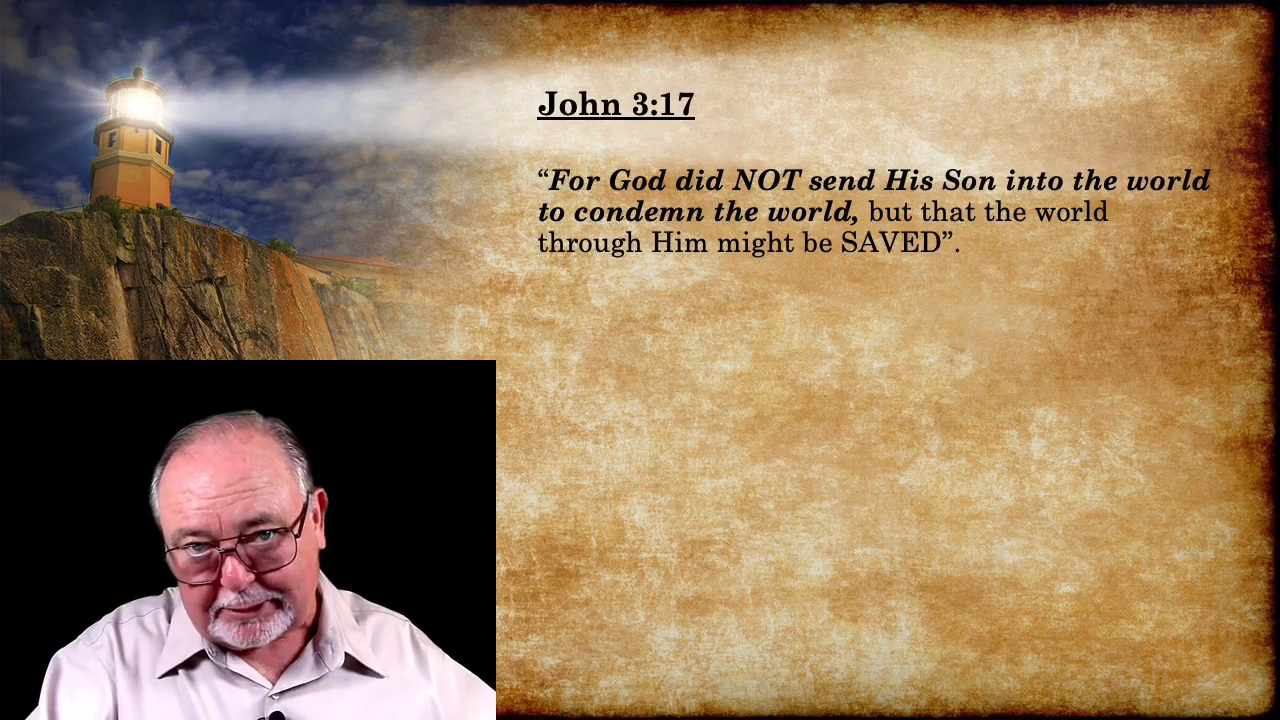 John 3:17
“For God did NOT send His Son into the world
to condemn the world, but that the world
through Him might be SAVED”.